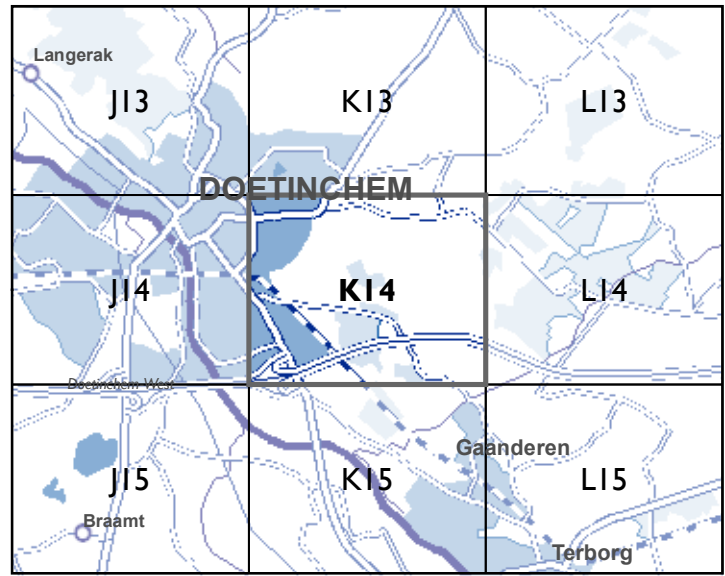 Langerak
J13
K13
L13
DOETINCHEM
J14
K14
L14
Doetinchem-West
Gaanderen
J15
K15
L15
Braamt
Terborg